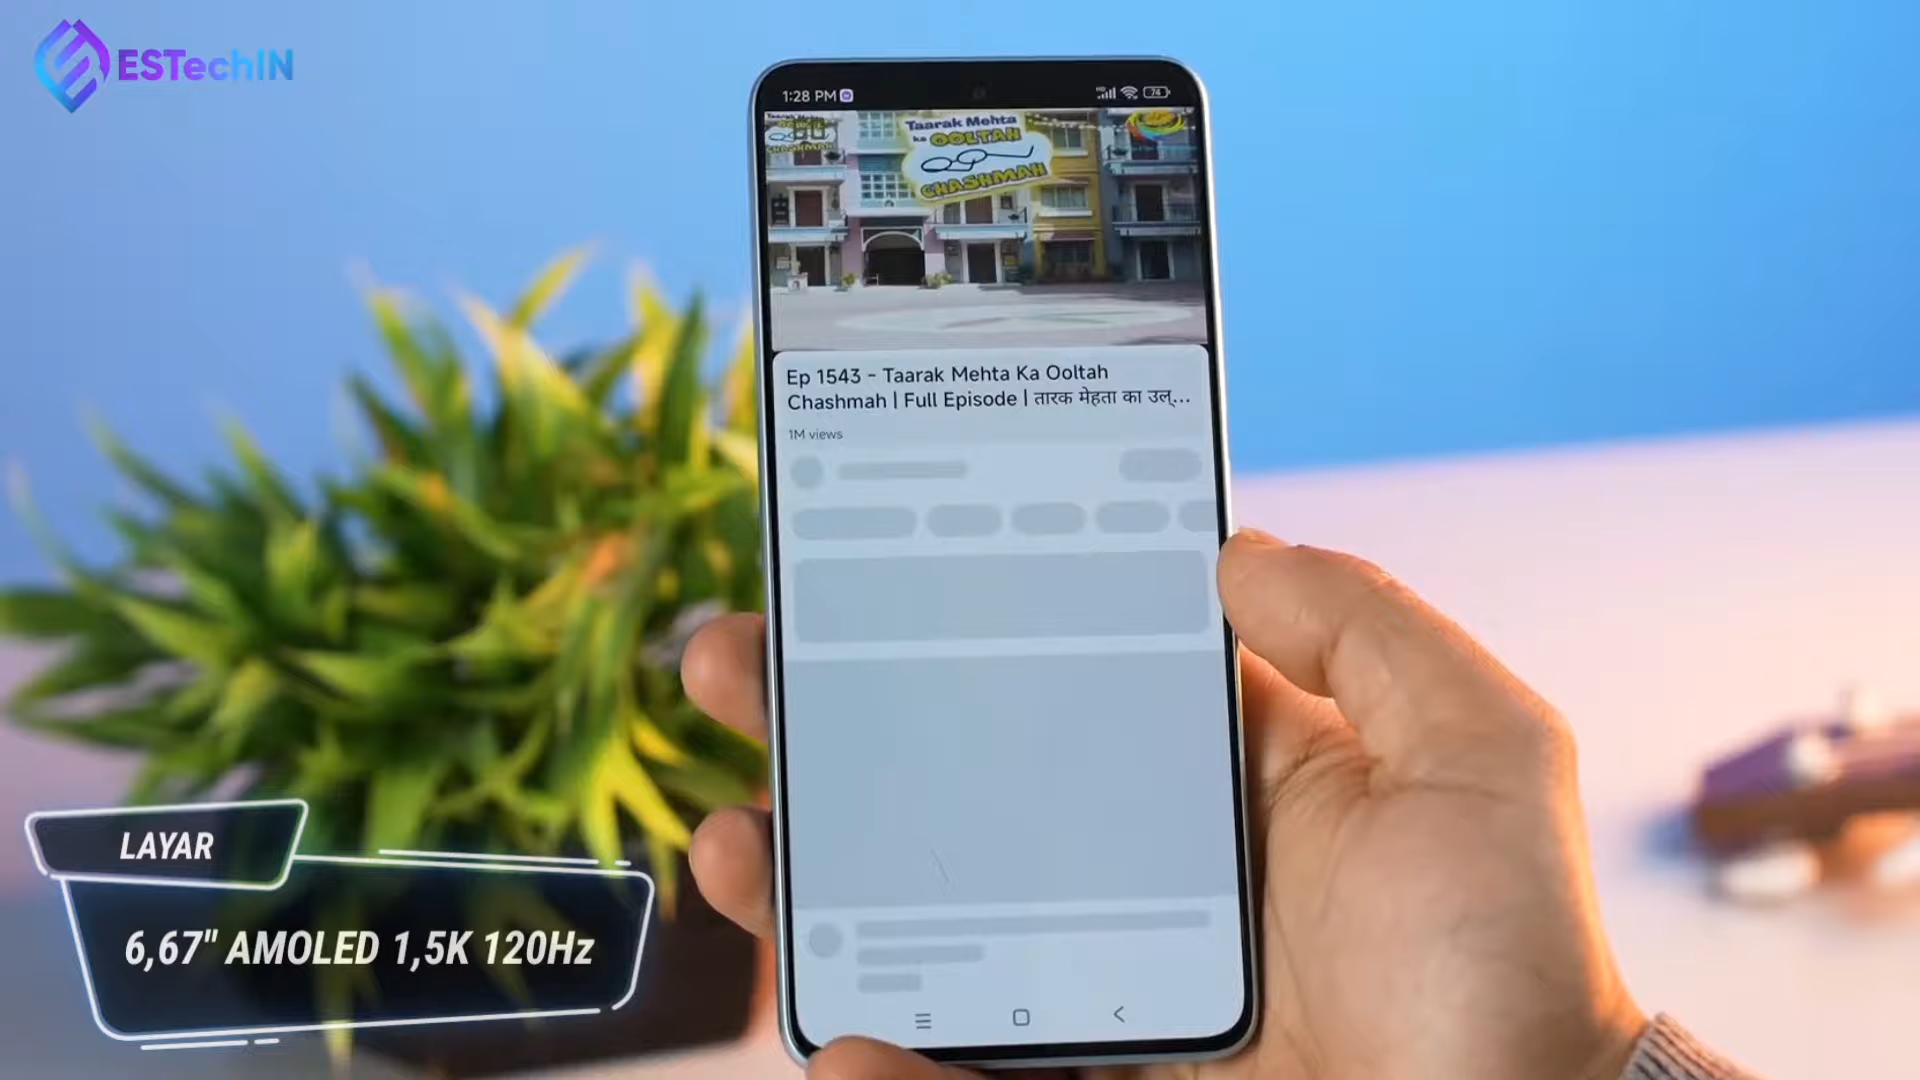 ESTechIN
1:28 PM
74
Taarak Mehta
ka OOLTAH
CHASHMAH
Ep 1543 - Taarak Mehta Ka Ooltah
Chashmah | Full Episode | तारक मेहता का उल्...
1M views
LAYAR
6,67" AMOLED 1,5K 120Hz